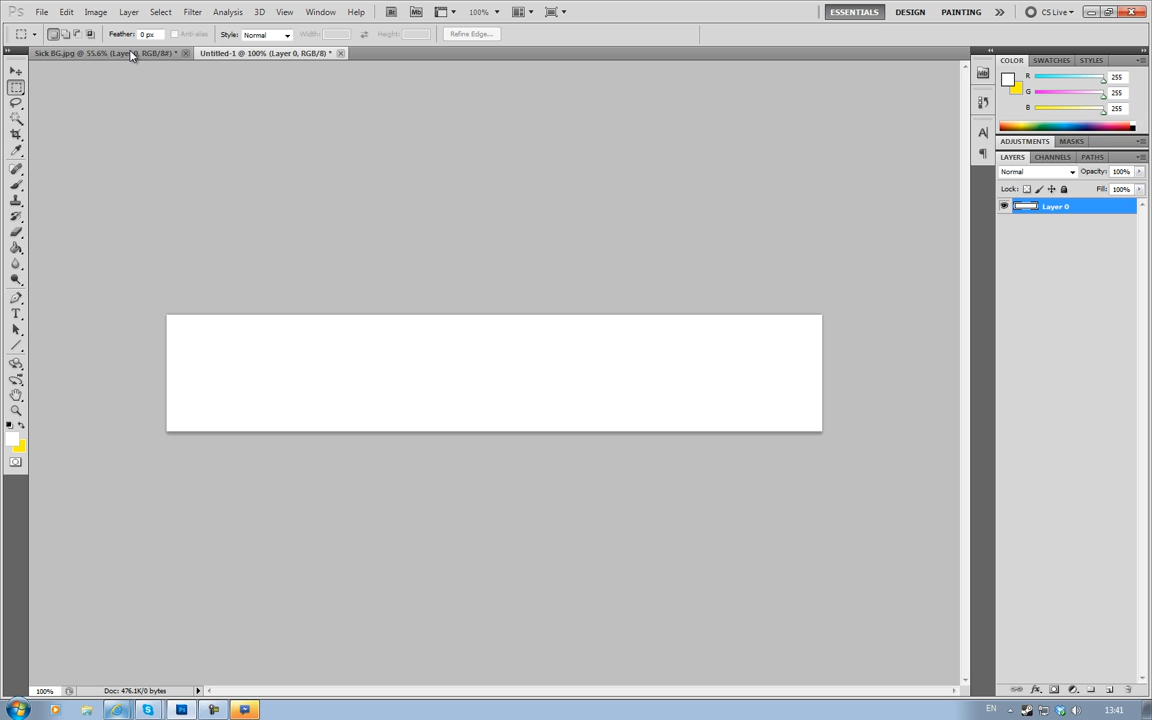 Ps File Edit Image Layer Select Filter Analysis 3D View Window Help Br Mb 100% ESSENTIALS DESIGN PAINTING CS Live
Feather: 0 px Anti-alias Style: Normal Width: Height: Refine Edge...
Sick BG.jpg @ 55.6% (Layer 0, RGB/8#) * Untitled-1 @ 100% (Layer 0, RGB/8) *
COLOR SWATCHES STYLES
R 255
G 255
B 255
ADJUSTMENTS MASKS
LAYERS CHANNELS PATHS
Normal Opacity: 100%
Lock: Fill: 100%
Layer 0
100% Doc: 476.1K/0 bytes
EN 13:41